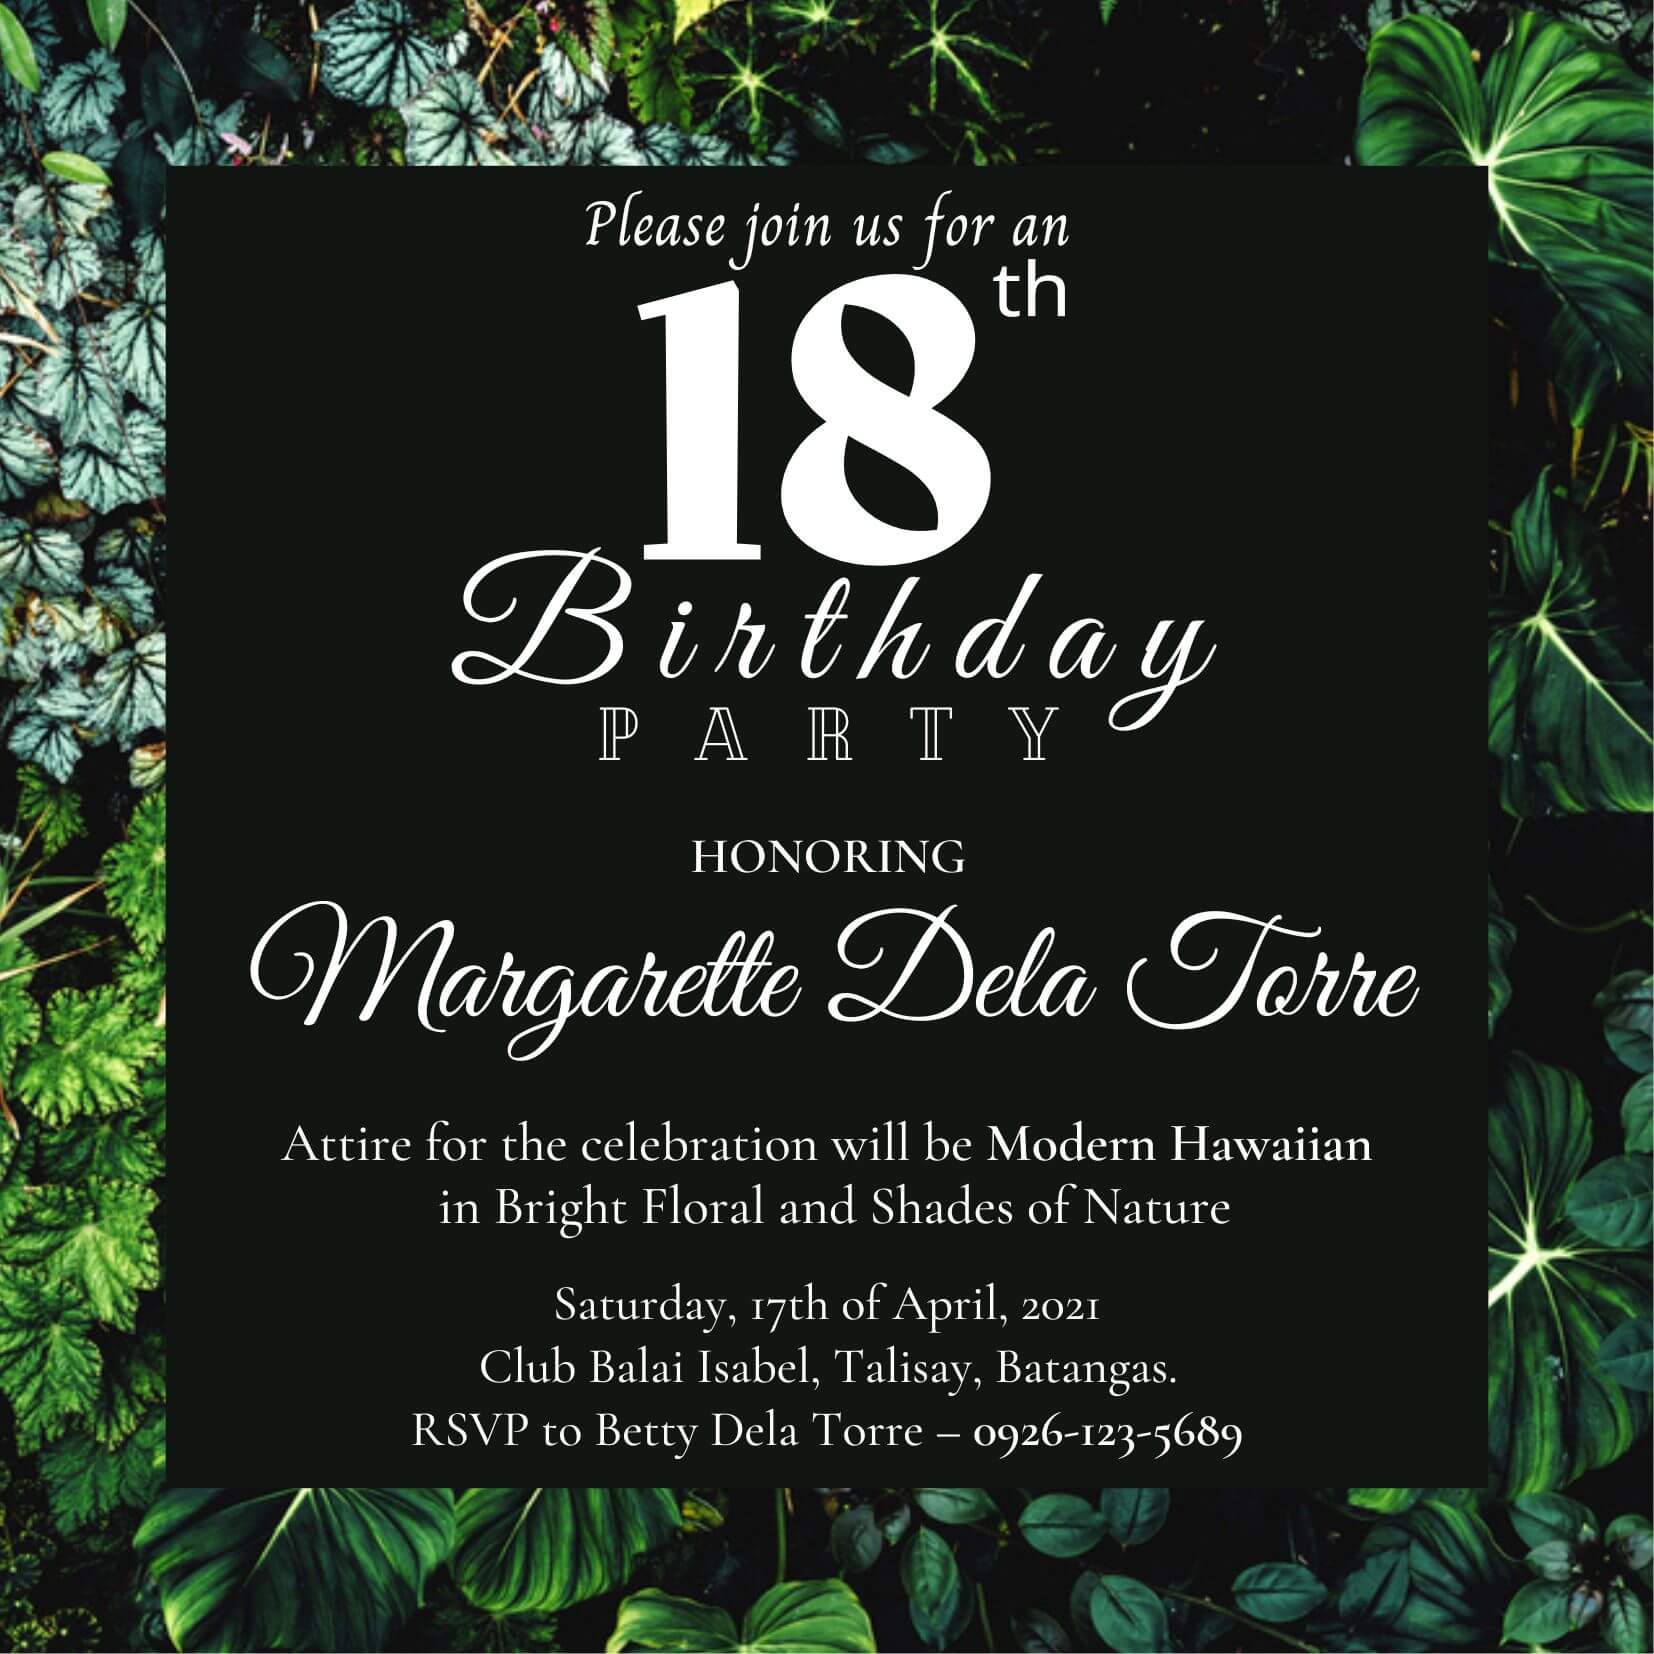 Please join us for an
18th
Birthday
PARTY
HONORING
Margarette Dela Torre
Attire for the celebration will be Modern Hawaiian
in Bright Floral and Shades of Nature
Saturday, 17th of April, 2021
Club Balai Isabel, Talisay, Batangas.
RSVP to Betty Dela Torre – 0926-123-5689